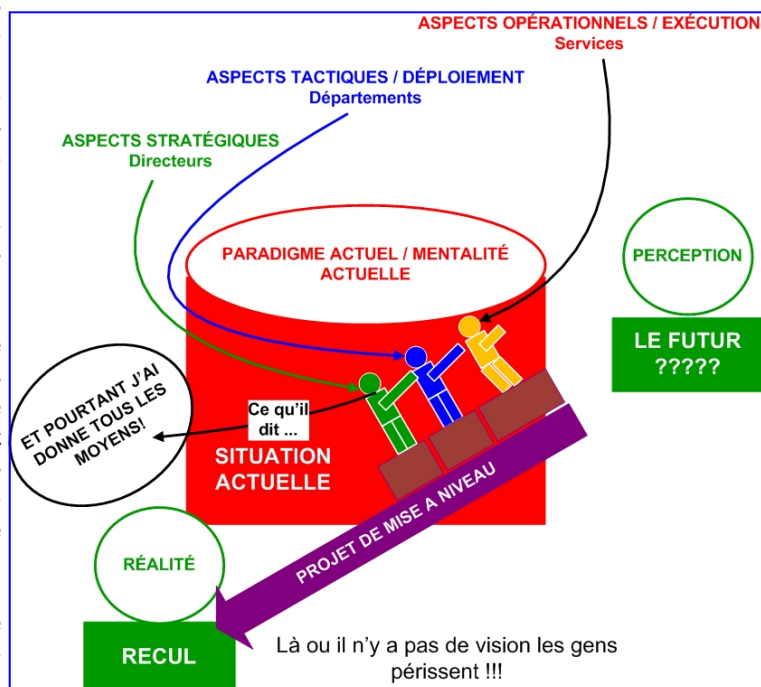 ASPECTS OPÉRATIONNELS / EXÉCUTION
Services
ASPECTS TACTIQUES / DÉPLOIEMENT
Départements
ASPECTS STRATÉGIQUES
Directeurs
PARADIGME ACTUEL / MENTALITÉ
ACTUELLE
PERCEPTION
LE FUTUR
?????
ET POURTANT J'AI
DONNE TOUS LES
MOYENS!
Ce qu'il
dit ...
SITUATION
ACTUELLE
PROJET DE MISE A NIVEAU
RÉALITÉ
RECUL
Là ou il n'y a pas de vision les gens
périssent !!!